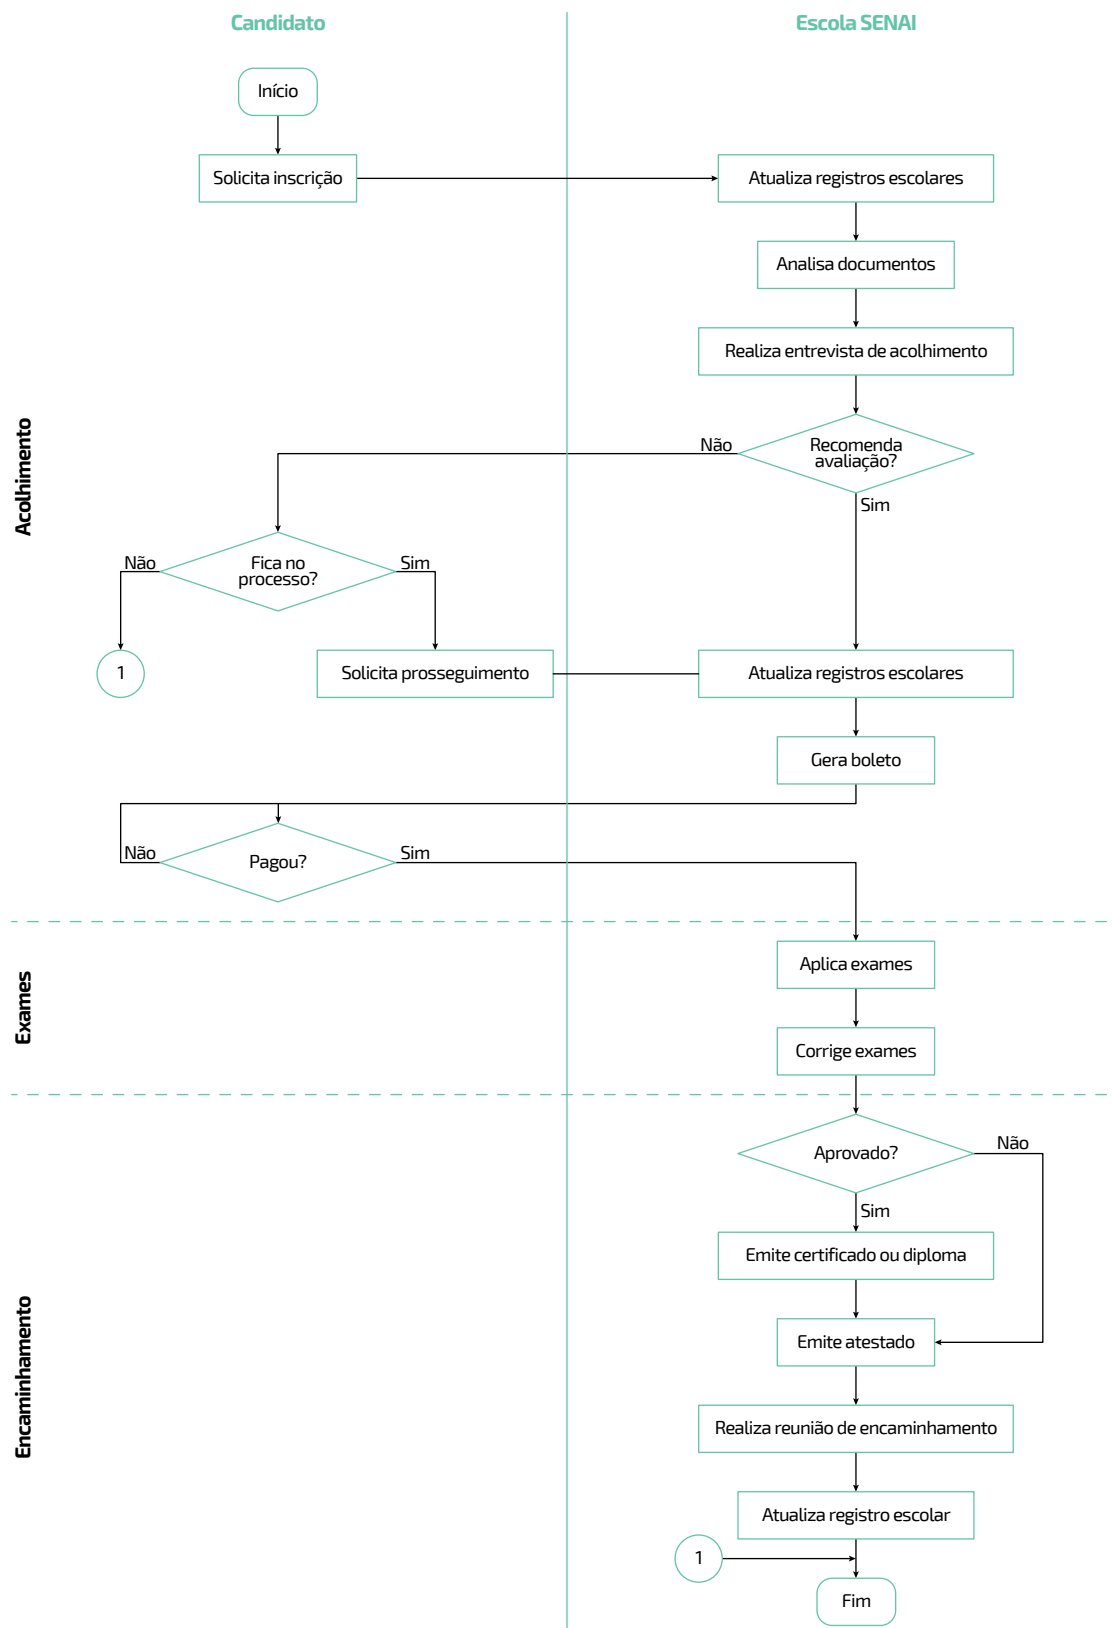 Candidato
Escola SENAI
Início
Solicita inscrição
Atualiza registros escolares
Analisa documentos
Realiza entrevista de acolhimento
Acolhimento
Não
Recomenda
avaliação?
Sim
Não
Fica no
processo?
Sim
1
Solicita prosseguimento
Atualiza registros escolares
Gera boleto
Não
Pagou?
Sim
Exames
Aplica exames
Corrige exames
Encaminhamento
Aprovado?
Não
Sim
Emite certificado ou diploma
Emite atestado
Realiza reunião de encaminhamento
Atualiza registro escolar
1
Fim